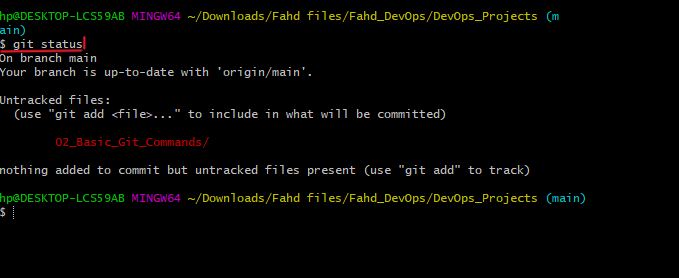 hp@DESKTOP-LCS59AB MINGW64 ~/Downloads/Fahd files/Fahd_DevOps/DevOps_Projects (m
ain)
$ git status
On branch main
Your branch is up-to-date with 'origin/main'.
Untracked files:
(use "git add <file>..." to include in what will be committed)
02_Basic_Git_Commands/
nothing added to commit but untracked files present (use "git add" to track)
hp@DESKTOP-LCS59AB MINGW64 ~/Downloads/Fahd files/Fahd_DevOps/DevOps_Projects (main)
$